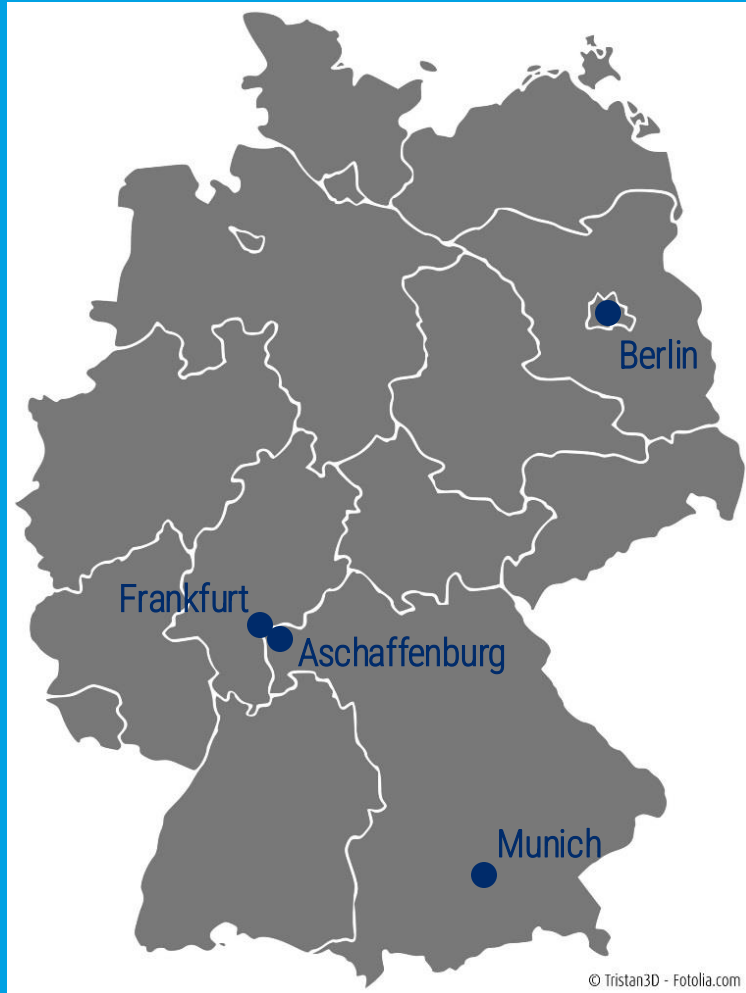 Berlin
Frankfurt
Aschaffenburg
Munich
© Tristan3D - Fotolia.com